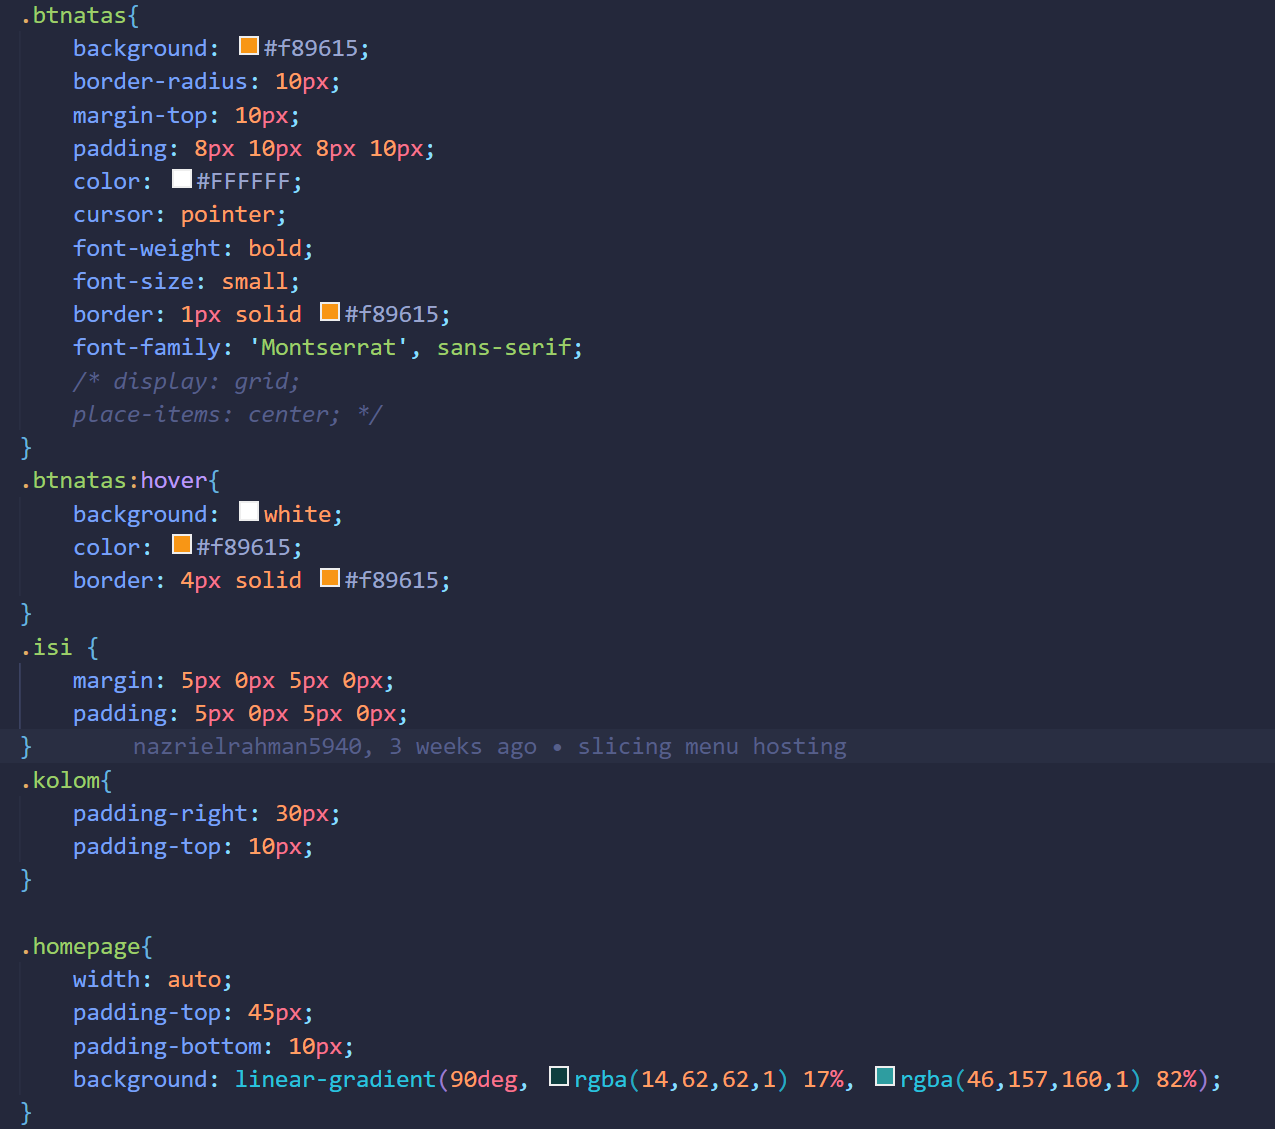 .btnatas{
    background: #f89615;
    border-radius: 10px;
    margin-top: 10px;
    padding: 8px 10px 8px 10px;
    color: #FFFFFF;
    cursor: pointer;
    font-weight: bold;
    font-size: small;
    border: 1px solid #f89615;
    font-family: 'Montserrat', sans-serif;
    /* display: grid;
    place-items: center; */
}
.btnatas:hover{
    background: white;
    color: #f89615;
    border: 4px solid #f89615;
}
.isi {
    margin: 5px 0px 5px 0px;
    padding: 5px 0px 5px 0px;
}        nazrielrahman5940, 3 weeks ago • slicing menu hosting
.kolom{
    padding-right: 30px;
    padding-top: 10px;
}

.homepage{
    width: auto;
    padding-top: 45px;
    padding-bottom: 10px;
    background: linear-gradient(90deg, rgba(14,62,62,1) 17%, rgba(46,157,160,1) 82%);
}